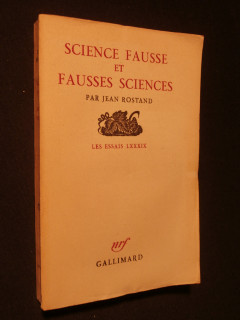 SCIENCE FAUSSE
ET
FAUSSES SCIENCES
PAR JEAN ROSTAND
LES ESSAIS LXXXIX
nrf
GALLIMARD